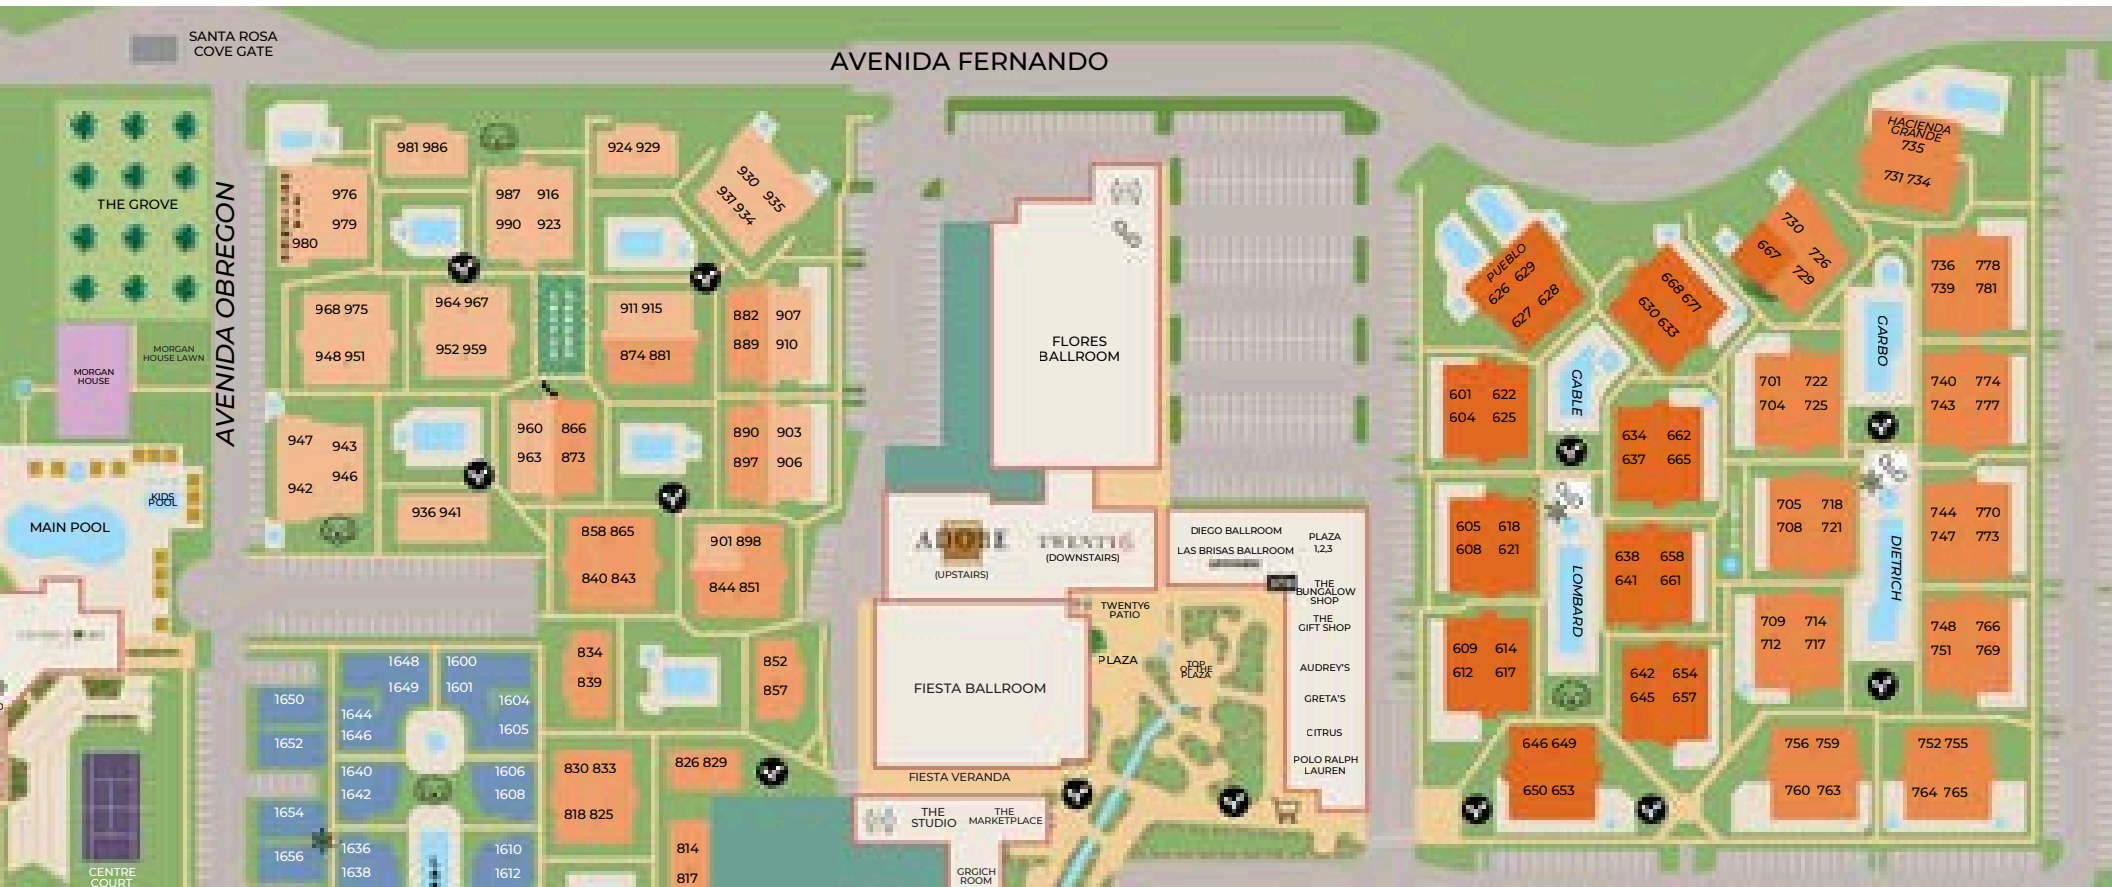 SANTA ROSA
COVE GATE
AVENIDA FERNANDO
THE GROVE
AVENIDA OBREGON
MORGAN
HOUSE LAWN
MORGAN
HOUSE
KIDS
POOL
MAIN POOL
CENTRE
COURT
981 986
924 929
976
979
980
987 916
990 923
930 935
931 934
968 975
948 951
964 967
952 959
911 915
874 881
882 907
889 910
947 943
942 946
960 866
963 873
890 903
897 906
936 941
858 865
840 843
901 898
844 851
834
839
852
857
830 833
818 825
826 829
814
817
1648 1600
1649 1601
1650
1652
1644
1646
1604
1605
1640
1642
1606
1608
1654
1656
1636
1638
1610
1612
FLORES
BALLROOM
ADOBE
(UPSTAIRS)
TWENTY6
(DOWNSTAIRS)
DIEGO BALLROOM
LAS BRISAS BALLROOM
PLAZA
1,2,3
THE
BUNGALOW
SHOP
THE
GIFT SHOP
AUDREY'S
GRETA'S
CITRUS
POLO RALPH
LAUREN
TWENTY6
PATIO
PLAZA
TOP
OF THE
PLAZA
FIESTA BALLROOM
FIESTA VERANDA
THE
STUDIO
THE
MARKETPLACE
GRGICH
ROOM
HACIENDA
GRANDE
735
731 734
730
667
726
729
PUEBLO
626 629
627 628
668 671
630 633
736 778
739 781
GARBO
GABLE
601 622
604 625
701 722
704 725
740 774
743 777
634 662
637 665
705 718
708 721
744 770
747 773
605 618
608 621
638 658
641 661
LOMBARD
DIETRICH
609 614
612 617
709 714
712 717
748 766
751 769
642 654
645 657
646 649
650 653
756 759
760 763
752 755
764 765